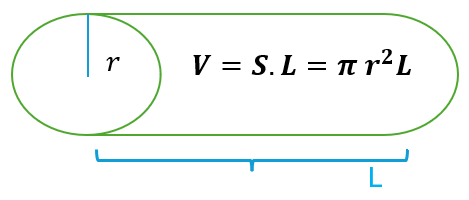 r V = S.L = π r²L
L